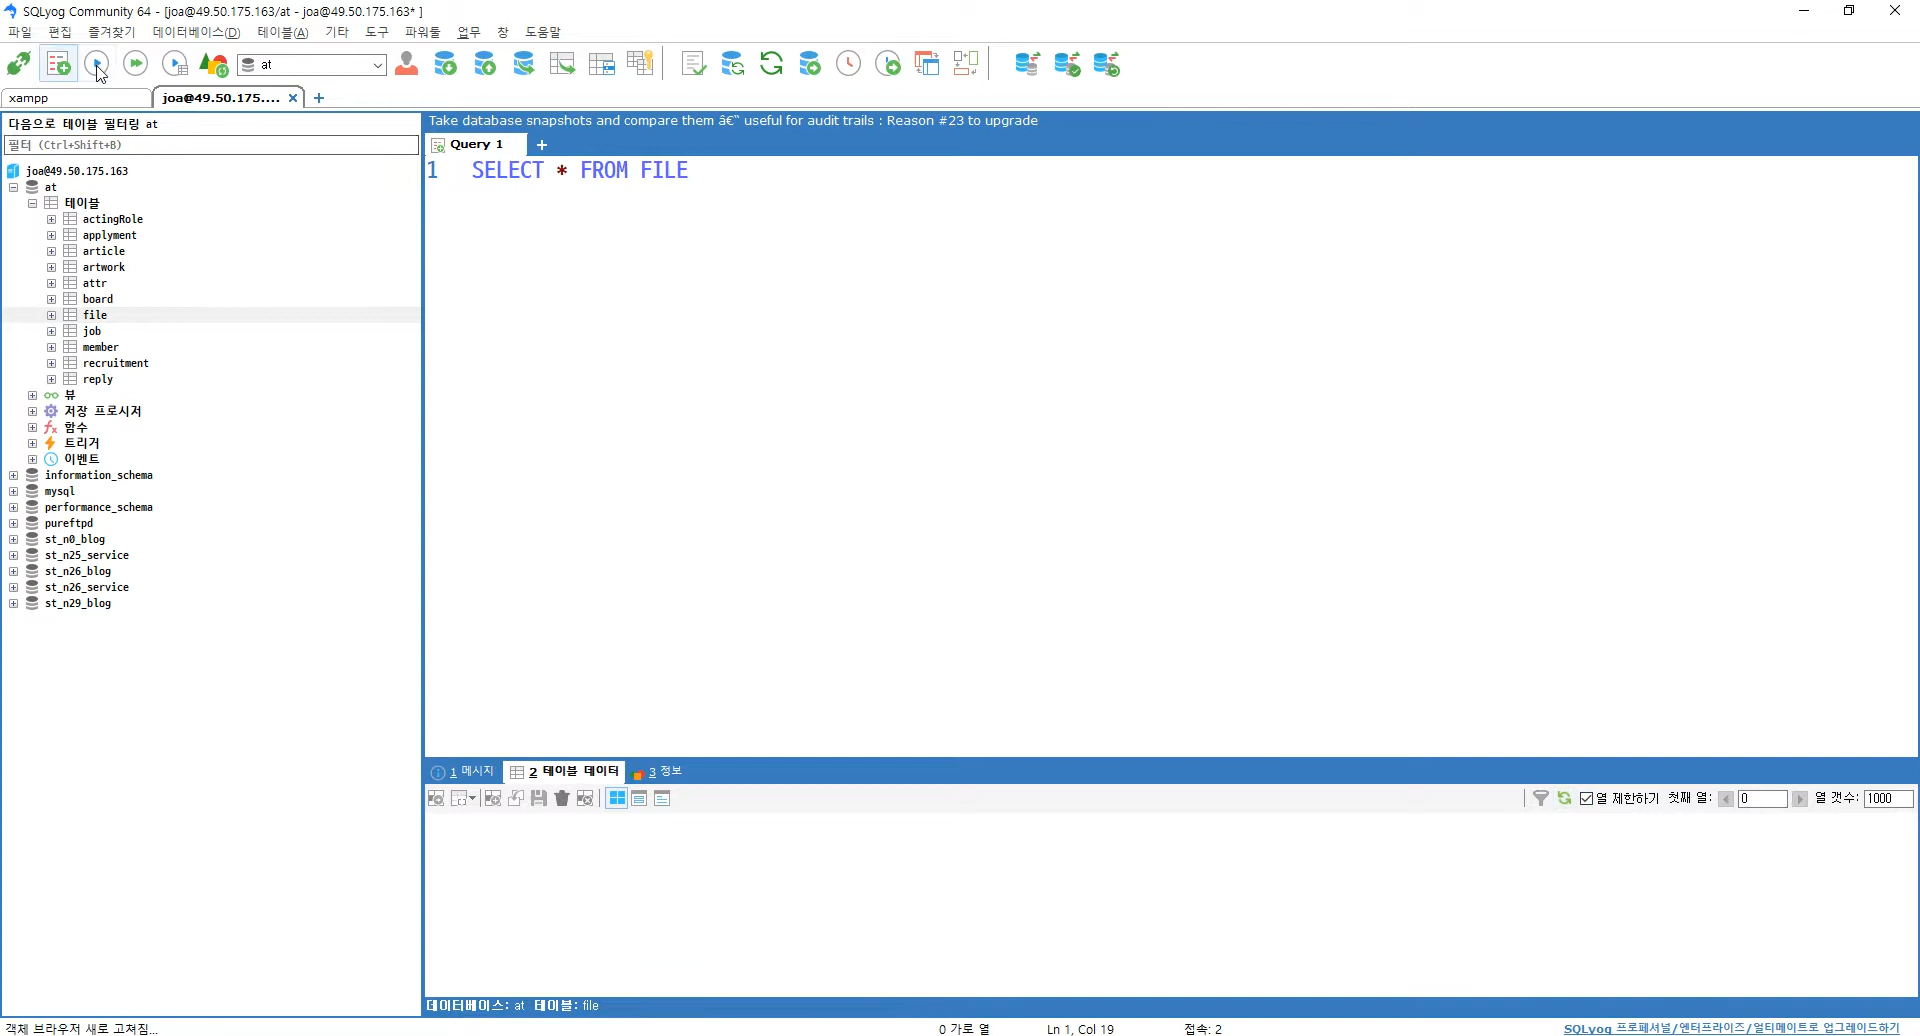 SQLyog Community 64 - [joa@49.50.175.163/at - joa@49.50.175.163* ]
파일 편집 즐겨찾기 데이터베이스(D) 테이블(A) 기타 도구 파워툴 업무 창 도움말
at
xampp joa@49.50.175....
다음으로 테이블 필터링 at
필터 (Ctrl+Shift+B)
joa@49.50.175.163
at
테이블
actingRole
applyment
article
artwork
attr
board
file
job
member
recruitment
reply
뷰
저장 프로시저
함수
트리거
이벤트
information_schema
mysql
performance_schema
pureftpd
st_n0_blog
st_n25_service
st_n26_blog
st_n26_service
st_n29_blog
Take database snapshots and compare them â€“ useful for audit trails : Reason #23 to upgrade
Query 1
1 SELECT * FROM FILE
1 메시지 2 테이블 데이터 3 정보
열 제한하기 첫째 열: 0 열 갯수: 1000
데이터베이스: at 테이블: file
객체 브라우저 새로 고쳐짐... 0 가로 열 Ln 1, Col 19 접속: 2 SQLyog 프로페셔널/엔터프라이즈/얼티메이트로 업그레이드하기